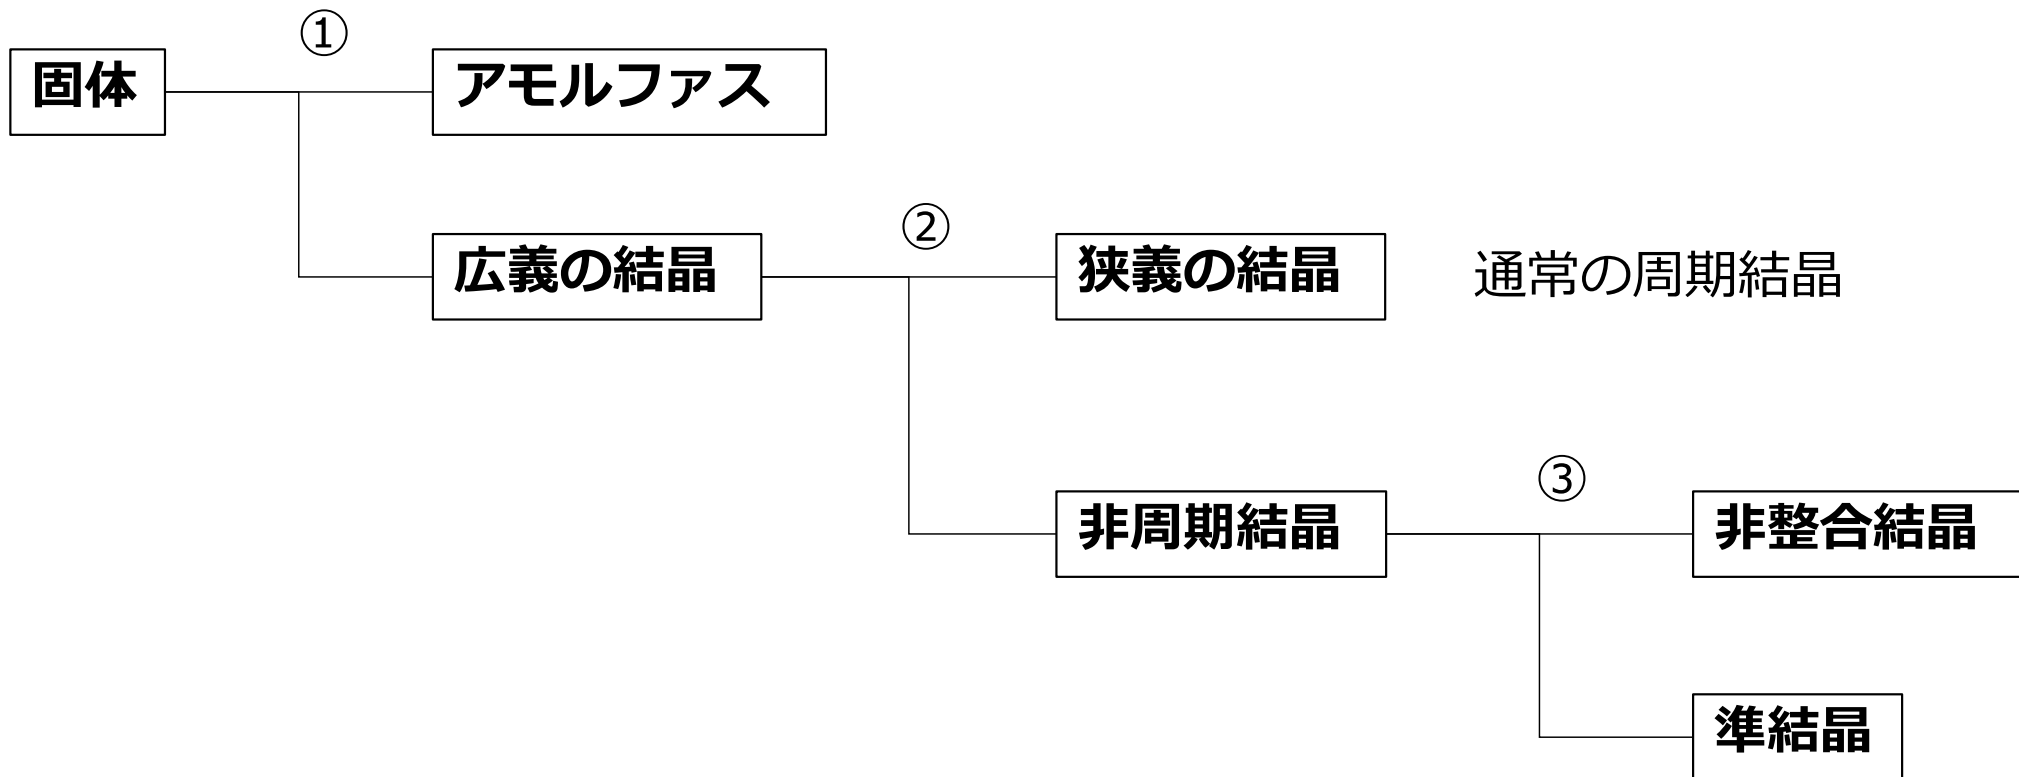 ①
固体
アモルファス
②
広義の結晶
狭義の結晶
通常の周期結晶
③
非周期結晶
非整合結晶
準結晶